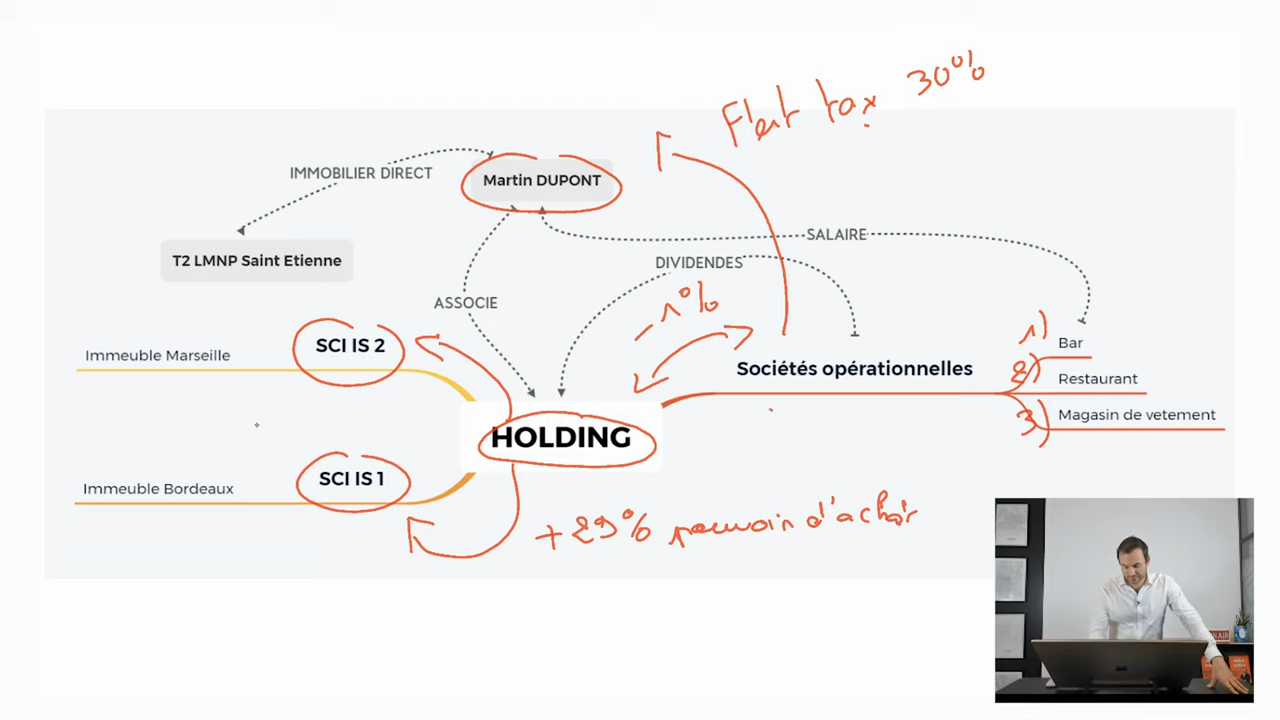 Flat tax 30%
IMMOBILIER DIRECT
Martin DUPONT
SALAIRE
T2 LMNP Saint Etienne
DIVIDENDES
ASSOCIE
- 1%
SCI IS 2
Immeuble Marseille
Sociétés opérationnelles
1) Bar
2) Restaurant
3) Magasin de vetement
HOLDING
SCI IS 1
Immeuble Bordeaux
+29% pouvoir d'achat